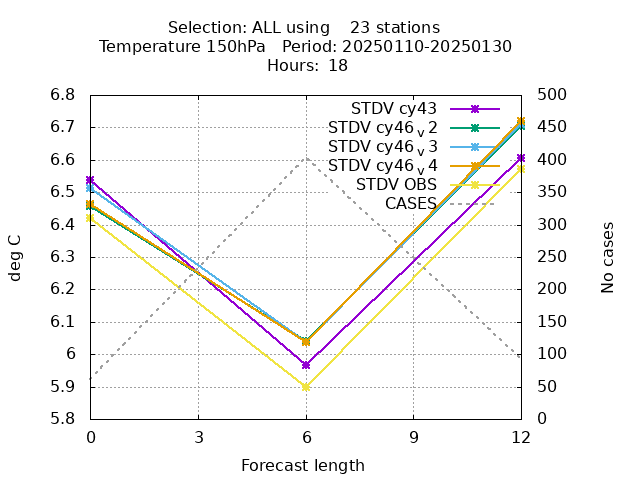 Selection: ALL using    23 stations
Temperature 150hPa   Period: 20250110-20250130
Hours:  18
6.8
6.7
6.6
6.5
6.4
6.3
6.2
6.1
6
5.9
5.8
500
450
400
350
300
250
200
150
100
50
0
STDV cy43
STDV cy46v2
STDV cy46v3
STDV cy46v4
STDV OBS
CASES
deg C
No cases
0
3
6
9
12
Forecast length